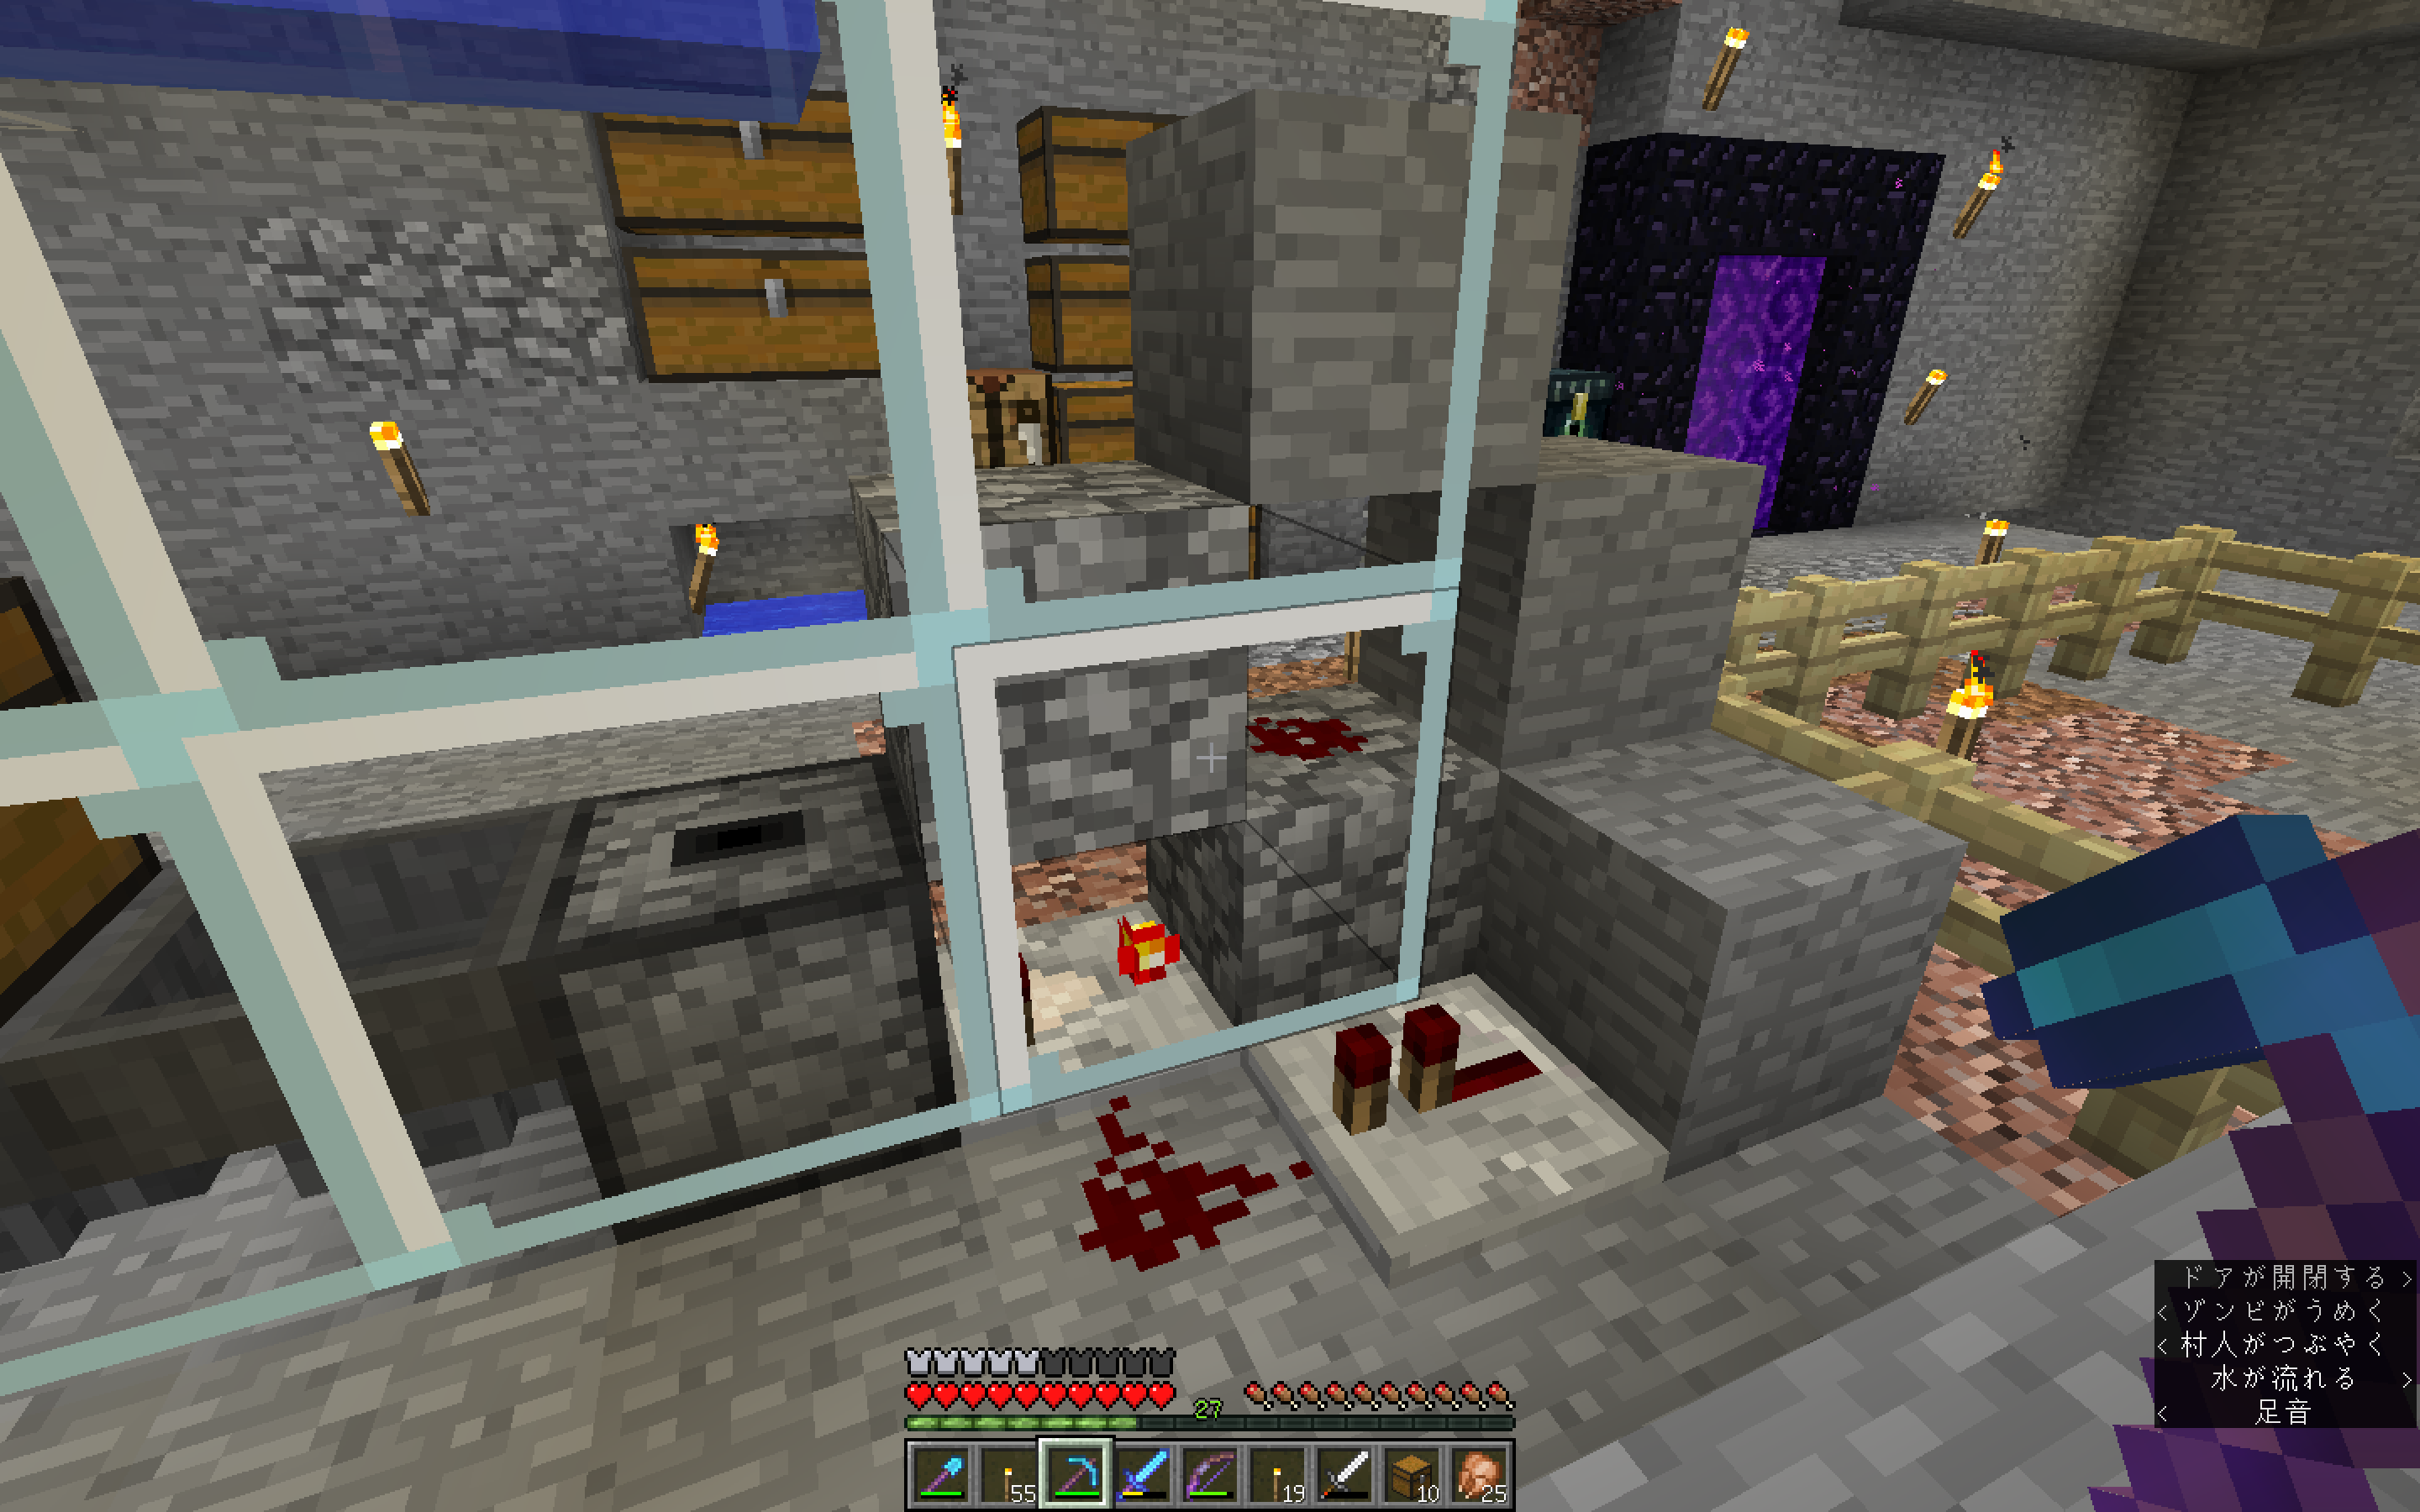 ドアが開閉する >
< ゾンビがうめく
< 村人がつぶやく
水が流れる >
< 足音
27
55
19
10
25